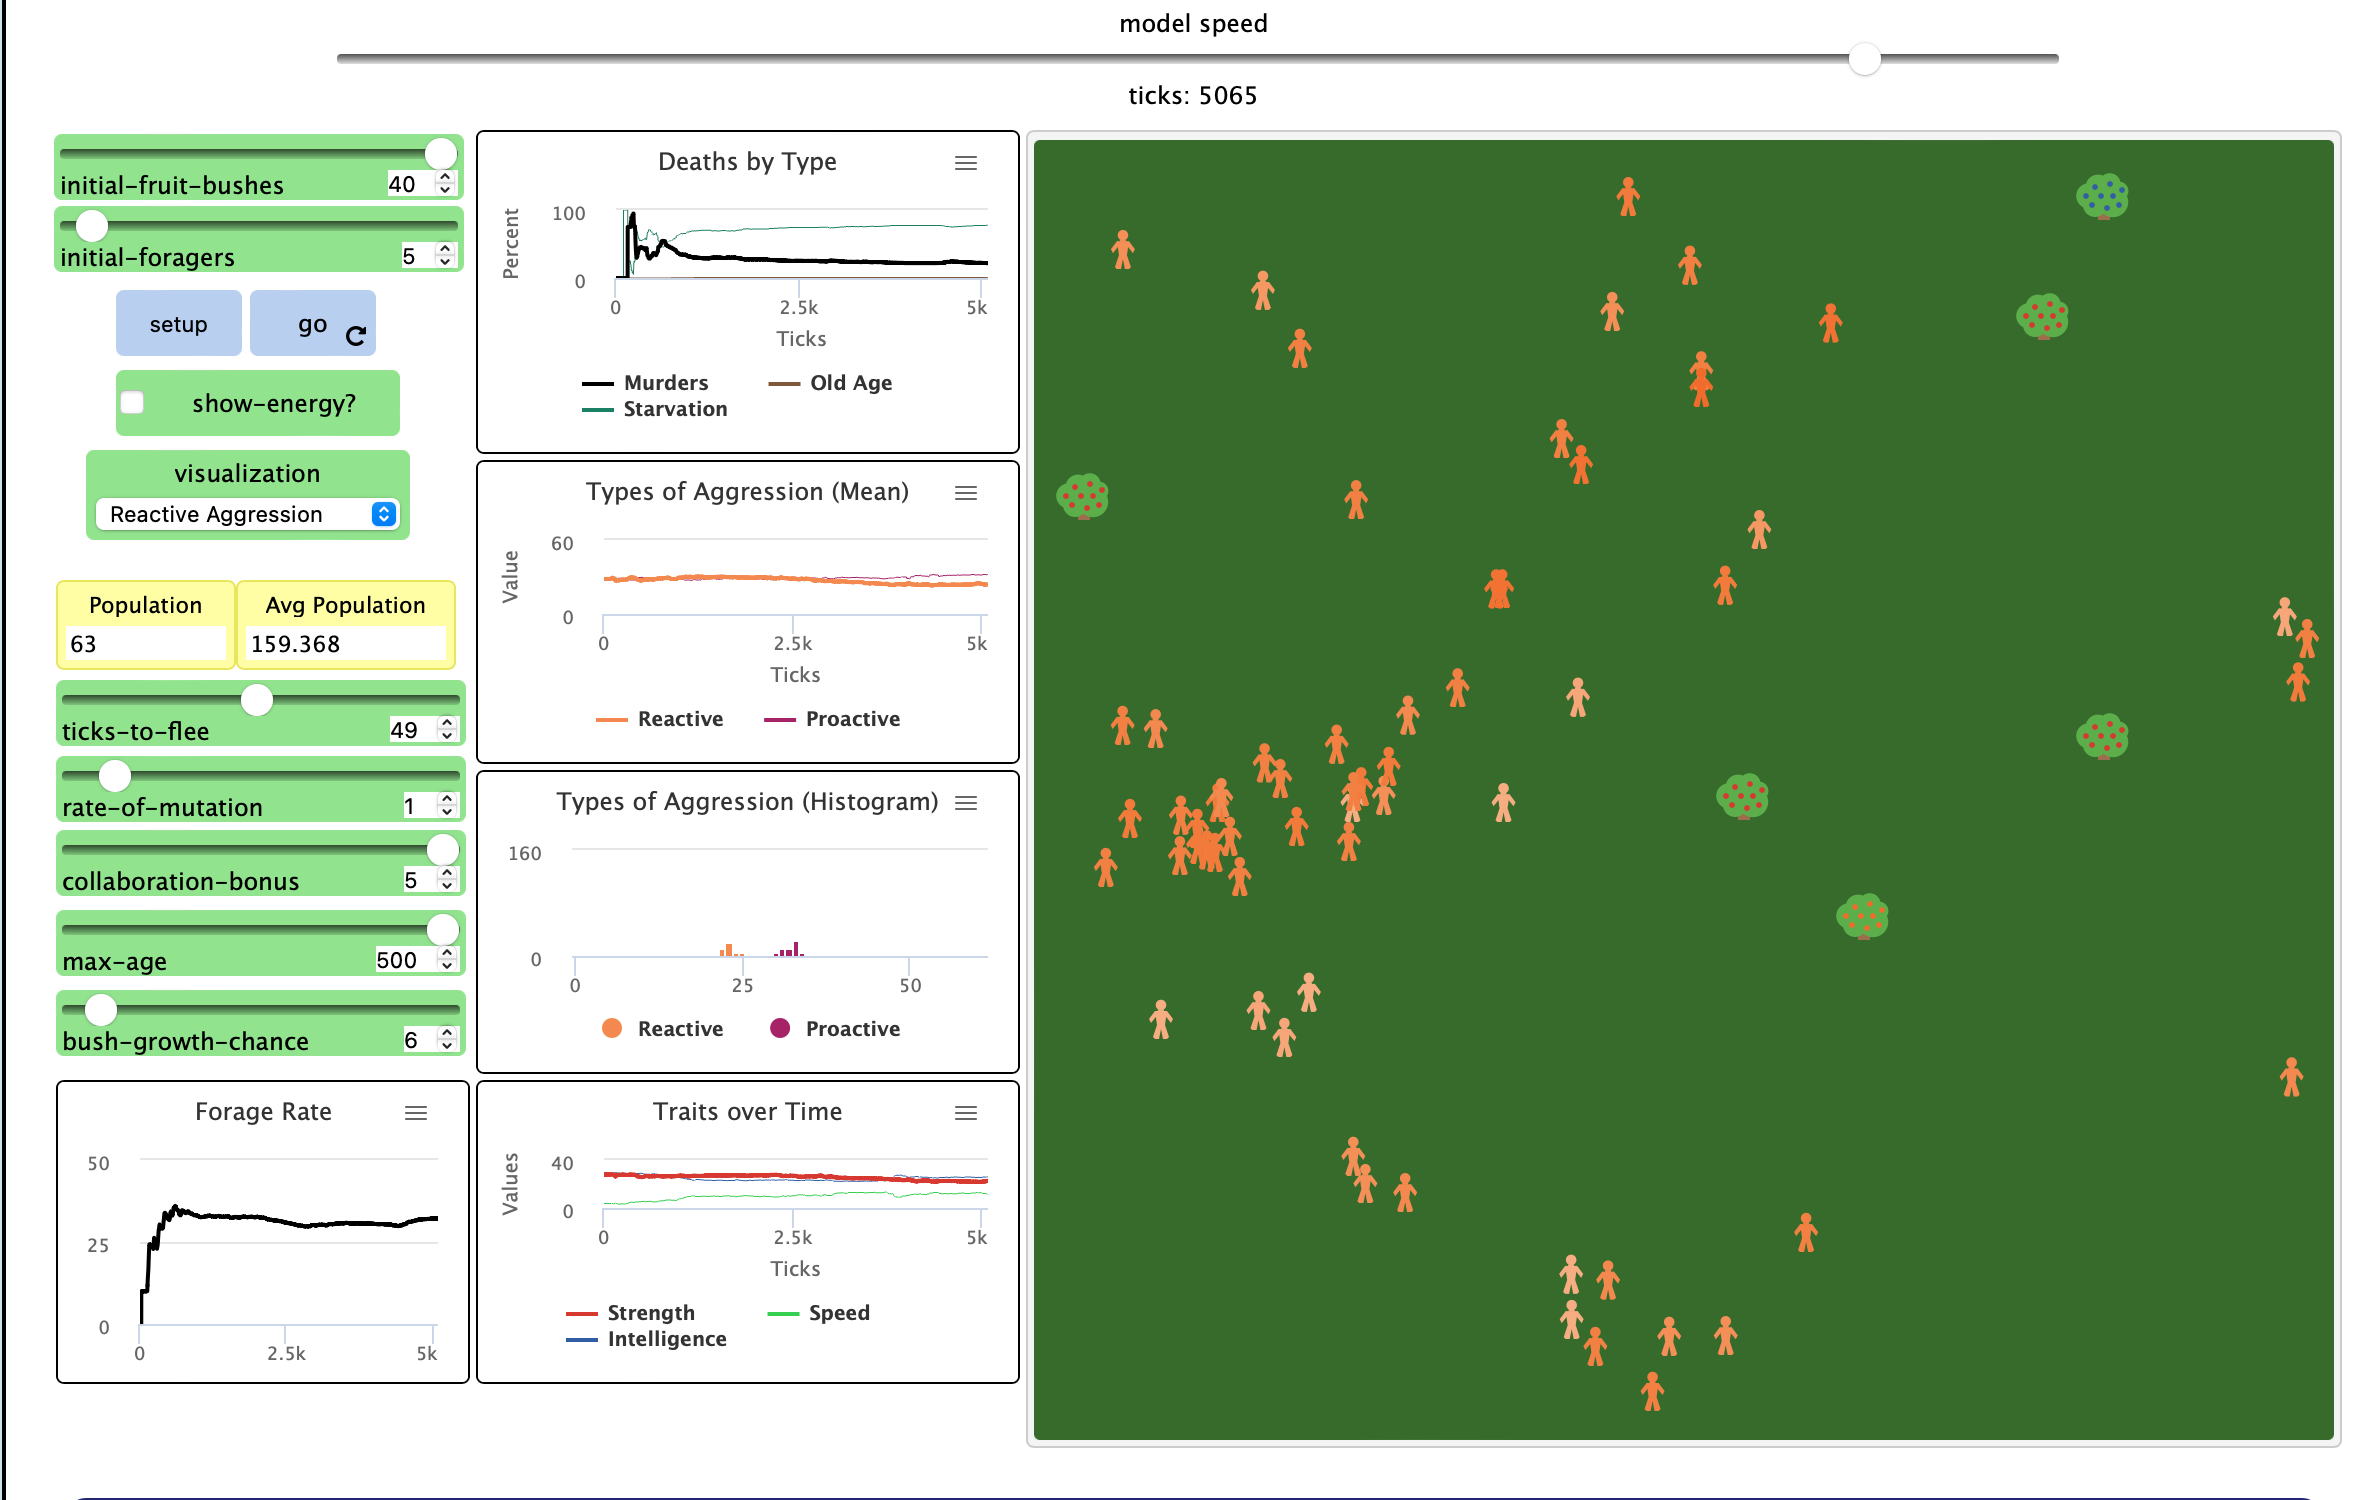 model speed
ticks: 5065
initial-fruit-bushes 40
initial-foragers 5
setup
go
show-energy?
visualization
Reactive Aggression
Population
63
Avg Population
159.368
ticks-to-flee 49
rate-of-mutation 1
collaboration-bonus 5
max-age 500
bush-growth-chance 6
Forage Rate
50
25
0
0 2.5k 5k
Deaths by Type
Percent
100
0
0 2.5k 5k
Ticks
Murders Old Age
Starvation
Types of Aggression (Mean)
Value
60
0
0 2.5k 5k
Ticks
Reactive Proactive
Types of Aggression (Histogram)
160
0
0 25 50
Reactive Proactive
Traits over Time
Values
40
0
0 2.5k 5k
Ticks
Strength Speed
Intelligence